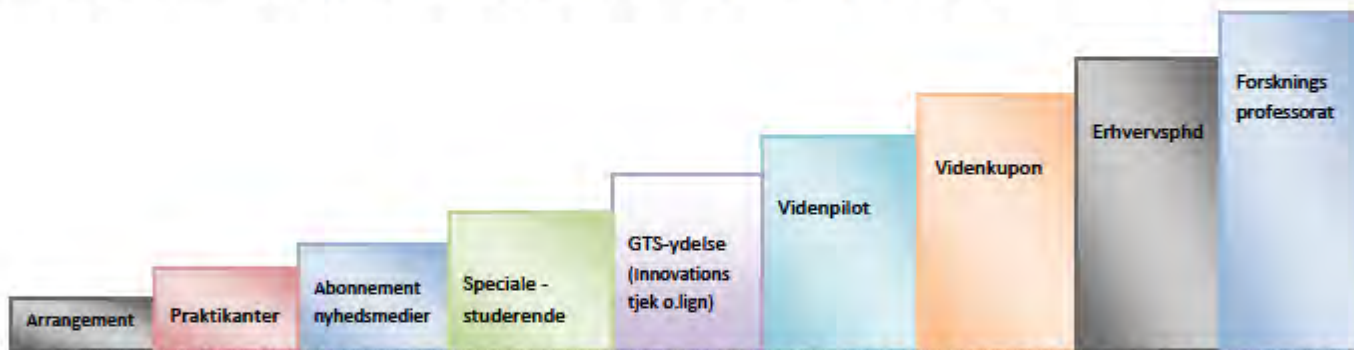 Arrangement
Praktikanter
Abonnement
nyhedsmedier
Speciale -
studerende
GTS-ydelse
(Innovations
tjek o.lign)
Videnpilot
Videnkupon
Erhvervsphd
Forsknings
professorat